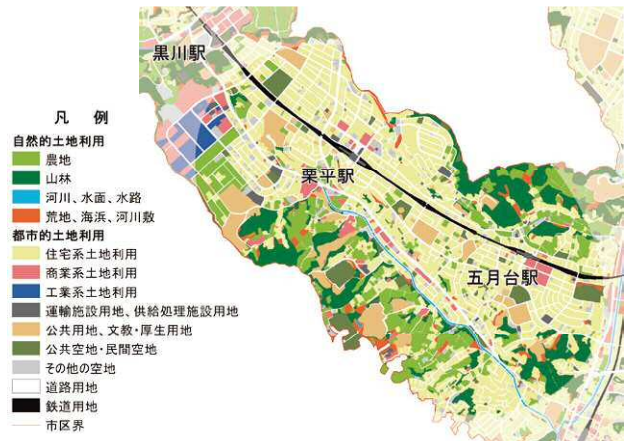 黒川駅
凡 例
自然的土地利用
農地
山林
河川、水面、水路
荒地、海浜、河川敷
都市的土地利用
住宅系土地利用
商業系土地利用
工業系土地利用
運輸施設用地、供給処理施設用地
公共用地、文教・厚生用地
公共空地・民間空地
その他の空地
道路用地
鉄道用地
市区界
栗平駅
五月台駅